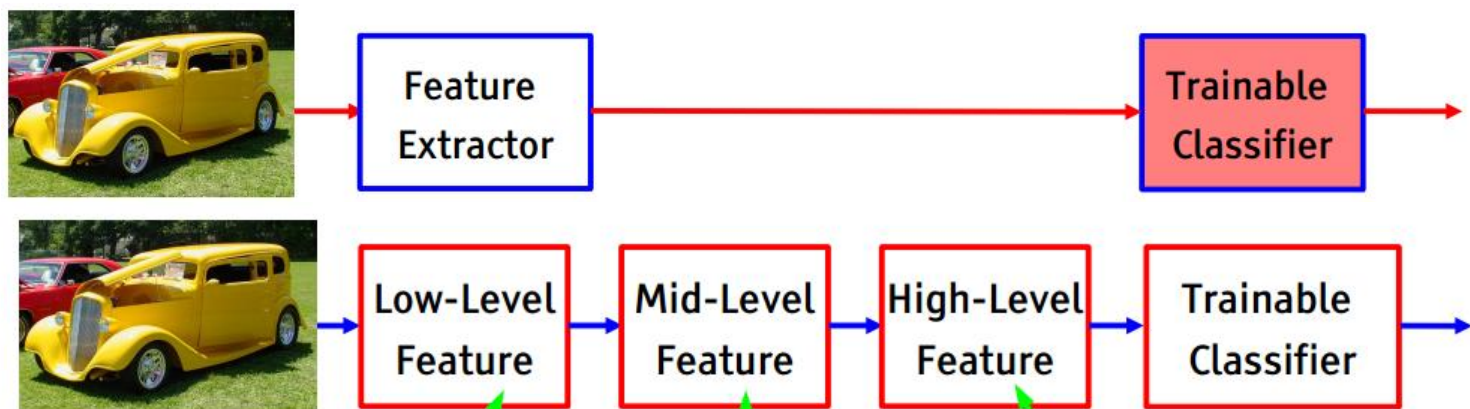 Feature
Extractor
Trainable
Classifier
Low-Level
Feature
Mid-Level
Feature
High-Level
Feature
Trainable
Classifier